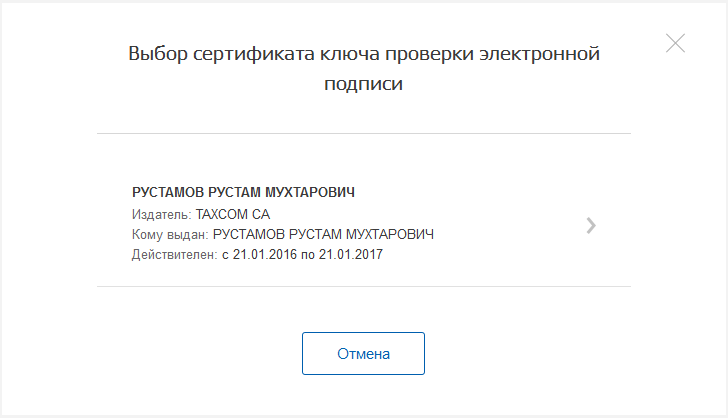 Выбор сертификата ключа проверки электронной
подписи
РУСТАМОВ РУСТАМ МУХТАРОВИЧ
Издатель: TAXCOM CA
Кому выдан: РУСТАМОВ РУСТАМ МУХТАРОВИЧ
Действителен: с 21.01.2016 по 21.01.2017
Отмена